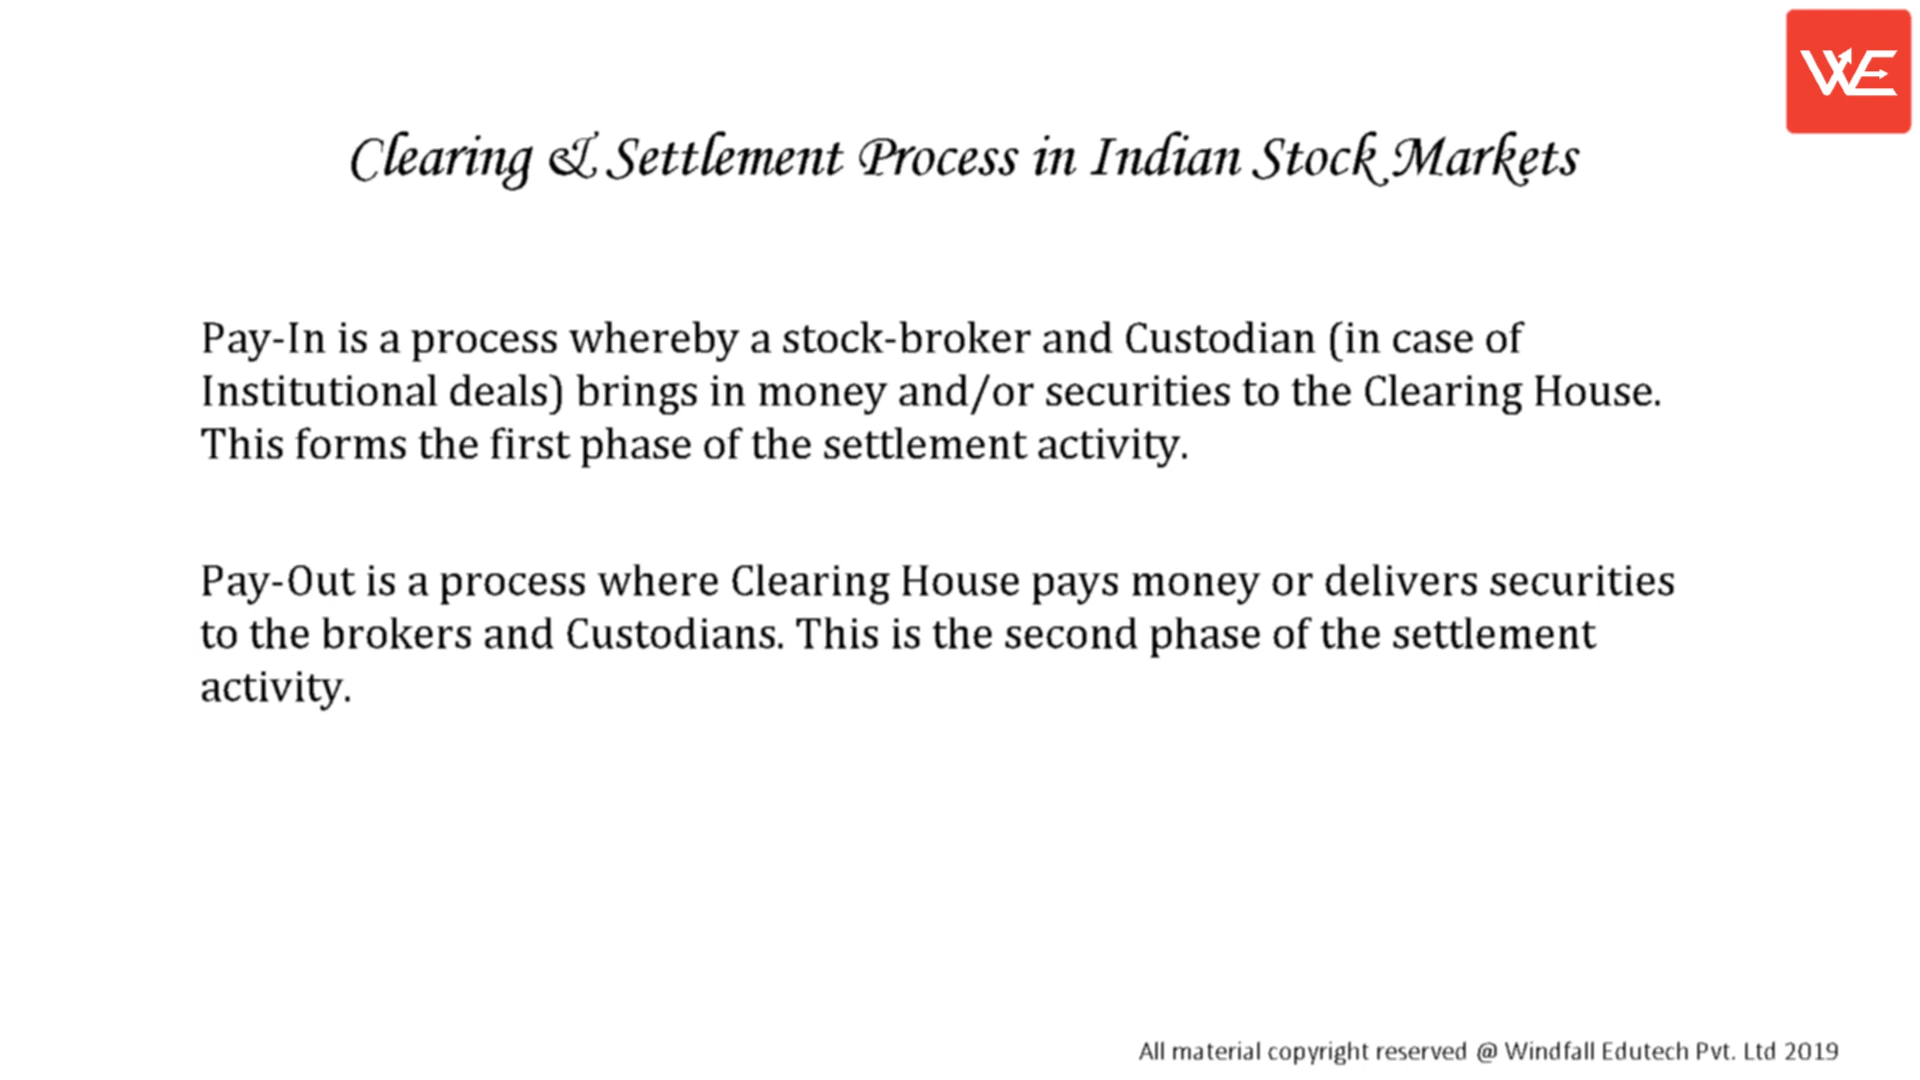 WE
Clearing & Settlement Process in Indian Stock Markets
Pay-In is a process whereby a stock-broker and Custodian (in case of
Institutional deals) brings in money and/or securities to the Clearing House.
This forms the first phase of the settlement activity.
Pay-Out is a process where Clearing House pays money or delivers securities
to the brokers and Custodians. This is the second phase of the settlement
activity.
All material copyright reserved @ Windfall Edutech Pvt. Ltd 2019